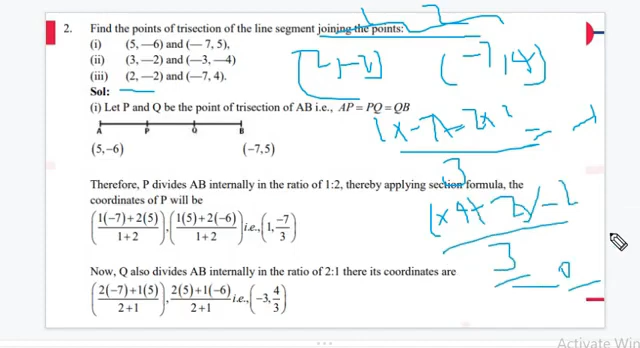 2. Find the points of trisection of the line segment joining the points:
(i) (5, —6) and (— 7, 5),
(ii) (3, —2) and (—3, —4)
(iii) (2, —2) and (—7, 4).
Sol:
(i) Let P and Q be the point of trisection of AB i.e., AP = PQ = QB
A P Q B
(5,-6) (-7,5)
Therefore, P divides AB internally in the ratio of 1:2, thereby applying section formula, the
coordinates of P will be
(1(-7)+2(5)/1+2), (1(5)+2(-6)/1+2) i.e., (1, -7/3)
Now, Q also divides AB internally in the ratio of 2:1 there its coordinates are
(2(-7)+1(5)/2+1), 2(5)+1(-6)/2+1 i.e., (-3, 4/3)
(-7,4)
3
3
Activate Win